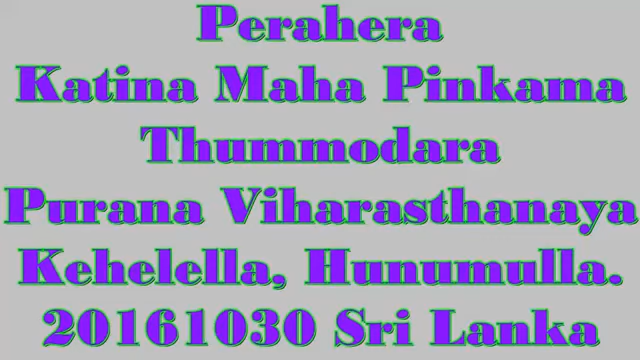 Perahera
Katina Maha Pinkama
Thummodara
Purana Viharasthanaya
Kehelella, Hunumulla.
20161030 Sri Lanka